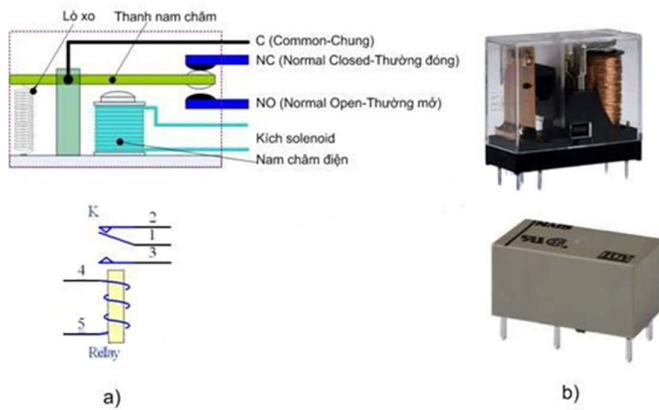 Lò xo
Thanh nam châm
C (Common-Chung)
NC (Normal Closed-Thường đóng)
NO (Normal Open-Thường mở)
Kích solenoid
Nam châm điện
K
2
1
3
4
5
Relay
a)
NAIS
b)